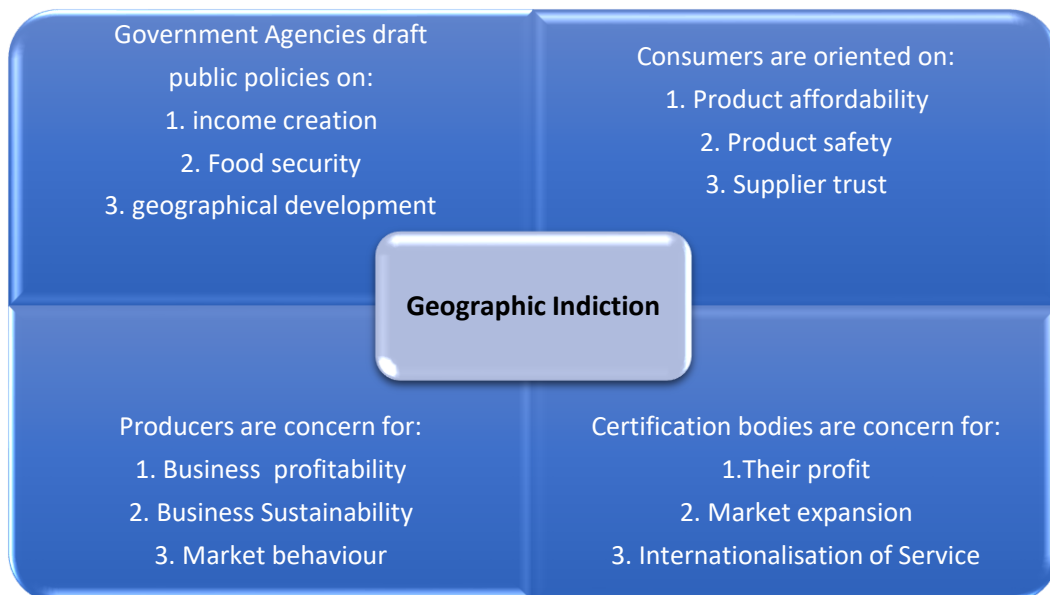 Government Agencies draft
public policies on:
1. income creation
2. Food security
3. geographical development
Consumers are oriented on:
1. Product affordability
2. Product safety
3. Supplier trust
Geographic Indiction
Producers are concern for:
1. Business  profitability
2. Business Sustainability
3. Market behaviour
Certification bodies are concern for:
1.Their profit
2. Market expansion
3. Internationalisation of Service